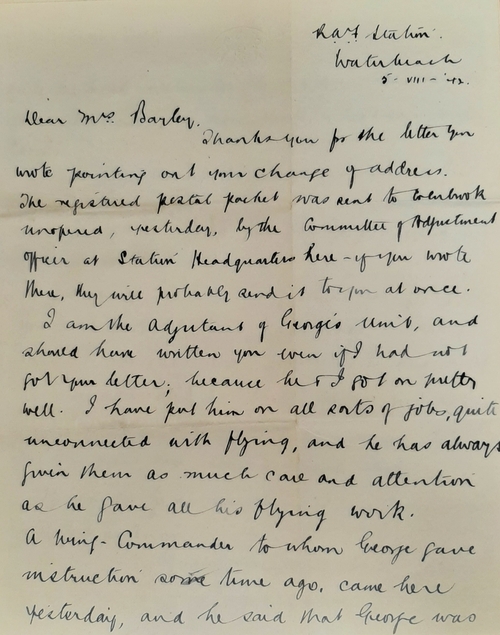 R.A.F. Station.
Waterbeach
5 - VIII - '42.
Dear Mrs. Bayley,
Thank you for the letter you
wrote pointing out your change of address.
The registered postal packet was sent to
unopened, yesterday, by the Committee of Adjustment
Officer at Station Headquarters here - if you wrote
there, they will probably send it to you at once.
I am the Adjutant of George's unit, and
should have written you even if I had not
got your letter; because he & I got on pretty
well. I have put him on all sorts of jobs, quite
unconnected with flying, and he has always
given them as much care and attention
as he gave all his flying work.
A Wing-Commander to whom George gave
instruction some time ago, came here
yesterday, and he said that George was